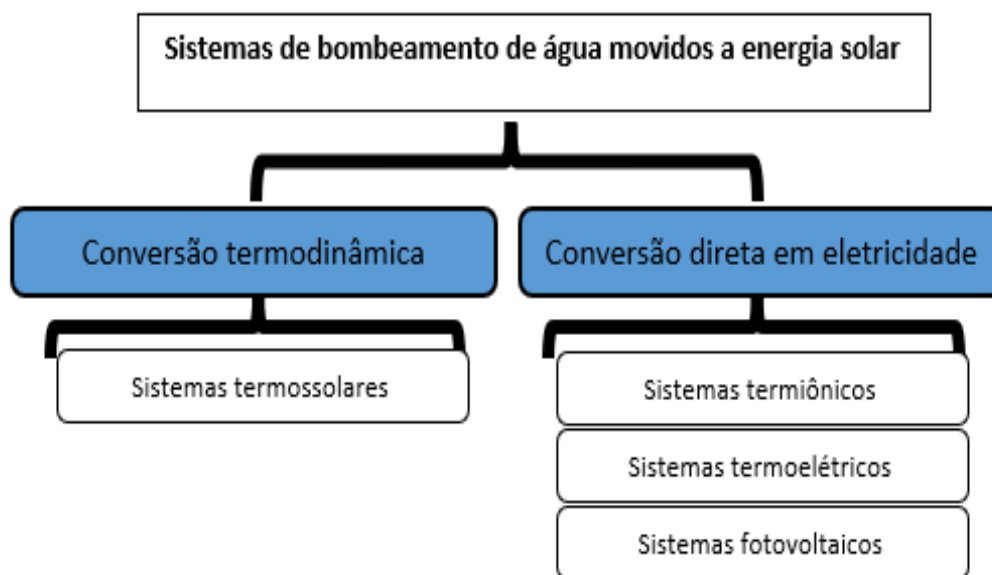 Sistemas de bombeamento de água movidos a energia solar
Conversão termodinâmica
Conversão direta em eletricidade
Sistemas termossolares
Sistemas termiônicos
Sistemas termoelétricos
Sistemas fotovoltaicos